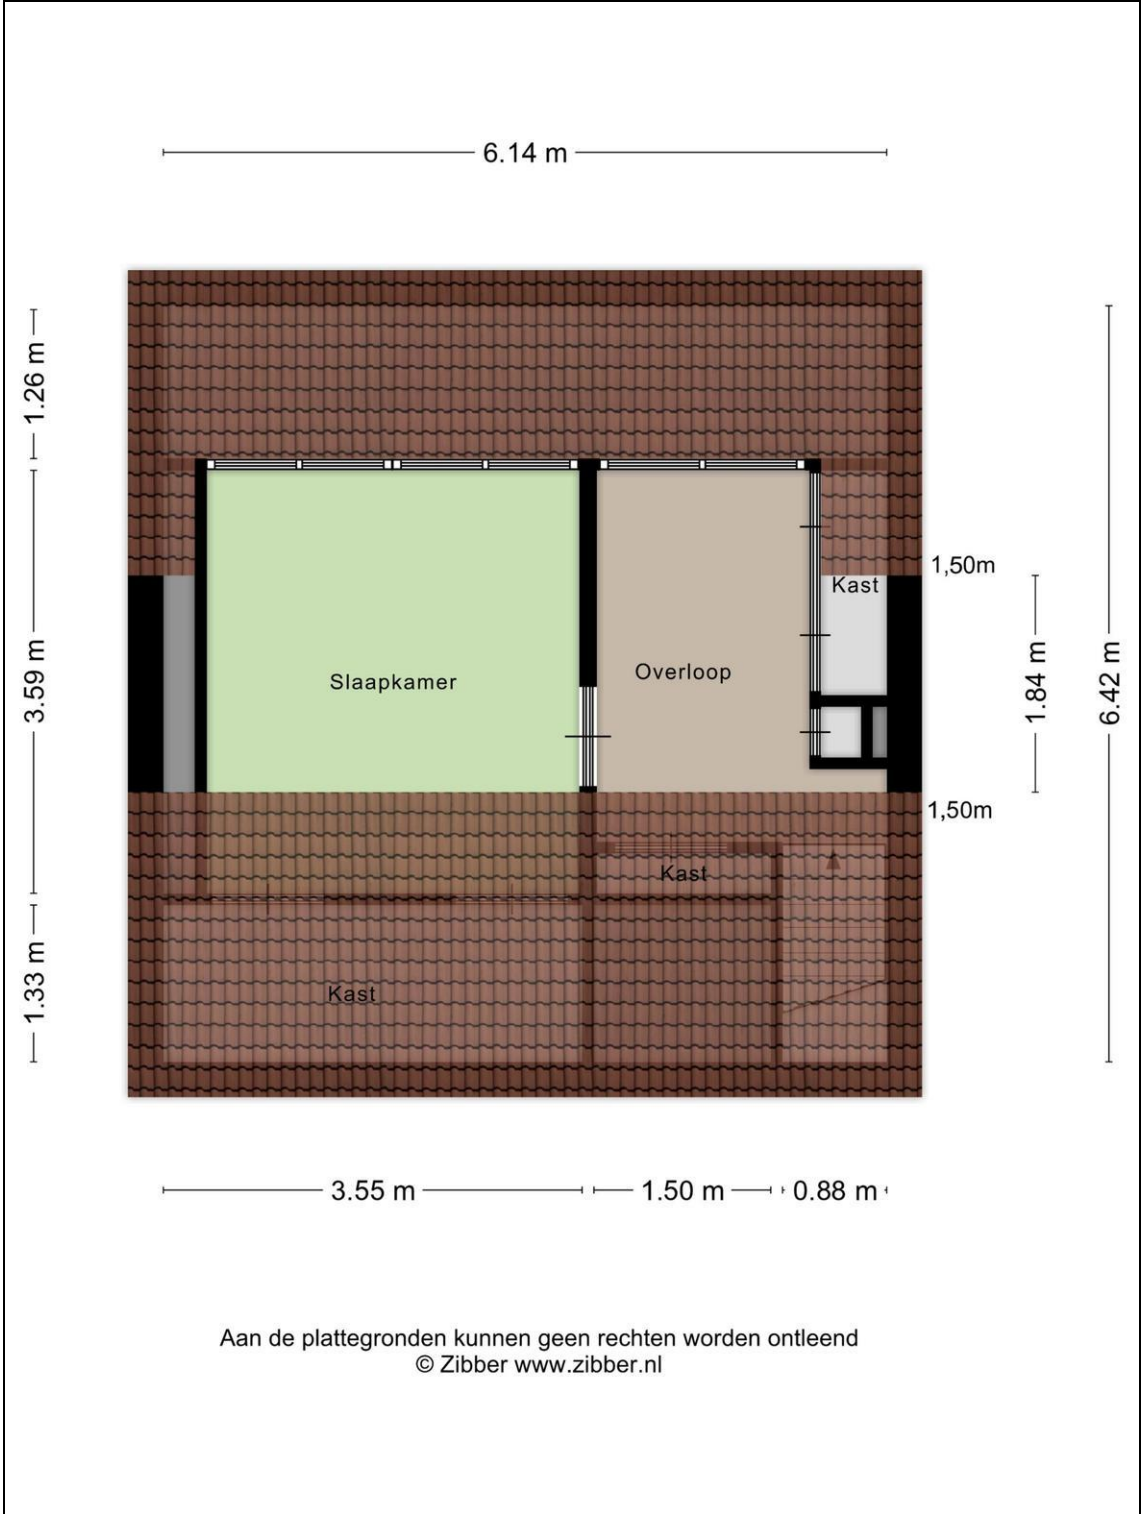 6.14 m
1.26 m
1,50m
Kast
3.59 m
Slaapkamer
Overloop
1.84 m
6.42 m
1,50m
Kast
1.33 m
Kast
3.55 m
1.50 m
0.88 m
Aan de plattegronden kunnen geen rechten worden ontleend
© Zibber www.zibber.nl